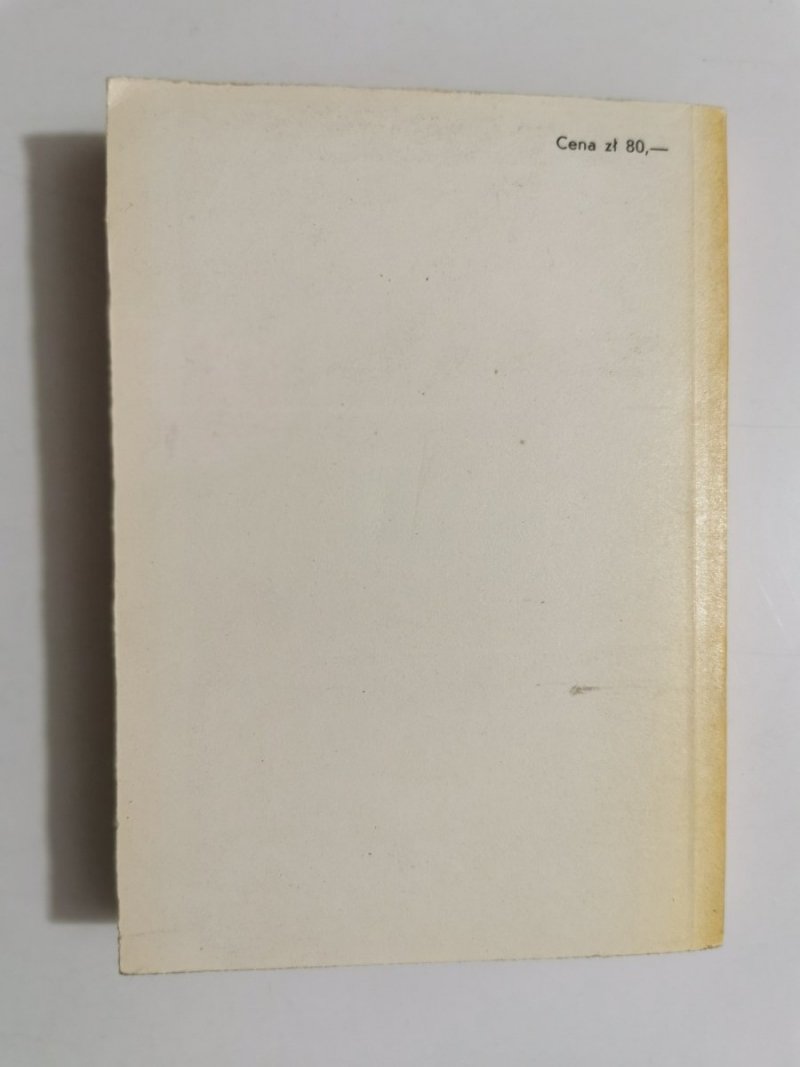 Cena zł 80,—